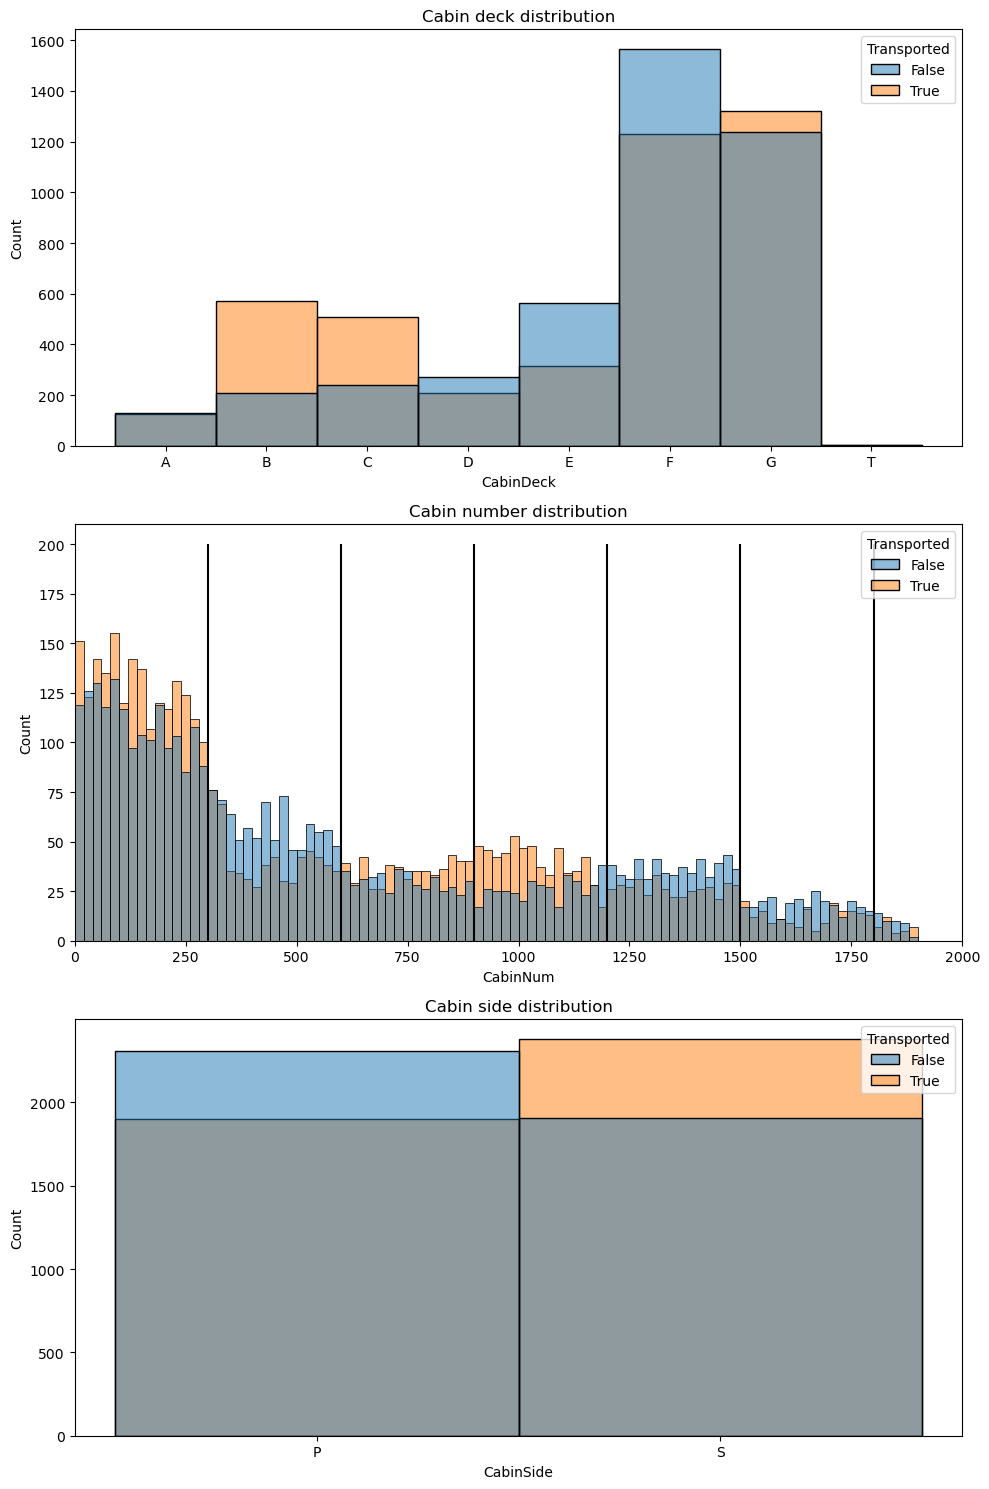 Cabin deck distribution
Transported
False
True
1600
1400
1200
1000
800
600
400
200
0
Count
A B C D E F G T
CabinDeck
Cabin number distribution
Transported
False
True
200
175
150
125
100
75
50
25
0
Count
0 250 500 750 1000 1250 1500 1750 2000
CabinNum
Cabin side distribution
Transported
False
True
2000
1500
1000
500
0
Count
P S
CabinSide